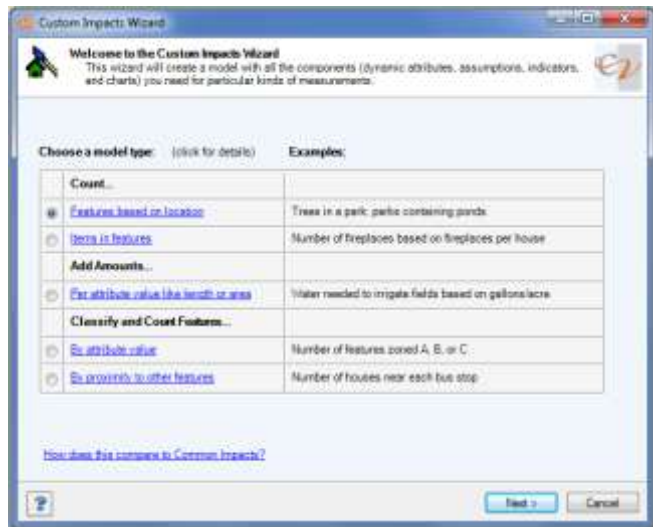 Custom Impacts Wizard
Welcome to the Custom Impacts Wizard
This wizard will create a model with all the components (dynamic attributes, assumptions, indicators,
and charts) you need for particular kinds of measurements.
Choose a model type: (click for details) Examples:
Count...
Features based on location Trees in a park; parks containing ponds
Items in features Number of fireplaces based on fireplaces per house
Add Amounts...
Per attribute value like length or area Water needed to irrigate fields based on gallons/acre
Classify and Count Features...
By attribute value Number of features zoned A, B, or C
By proximity to other features Number of houses near each bus stop
How does this compare to Common Impacts?
? Next > Cancel